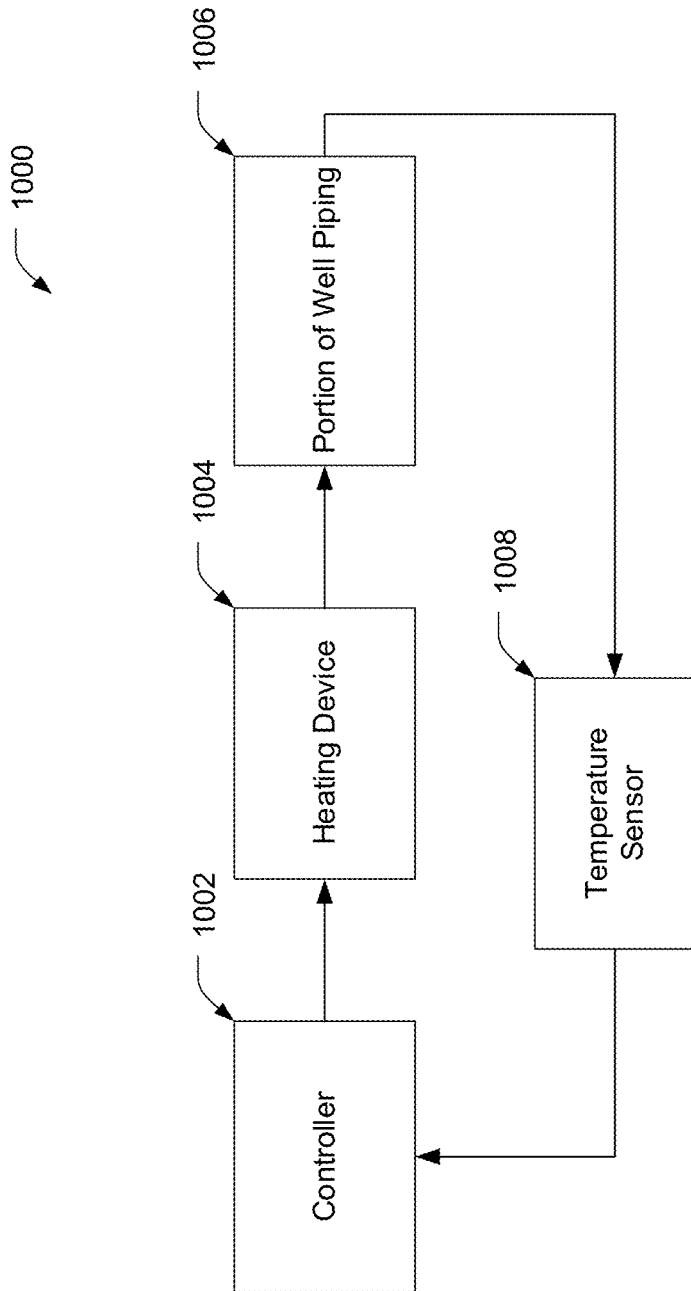 1000
1002
Controller
1004
Heating Device
1006
Portion of Well Piping
1008
Temperature
Sensor